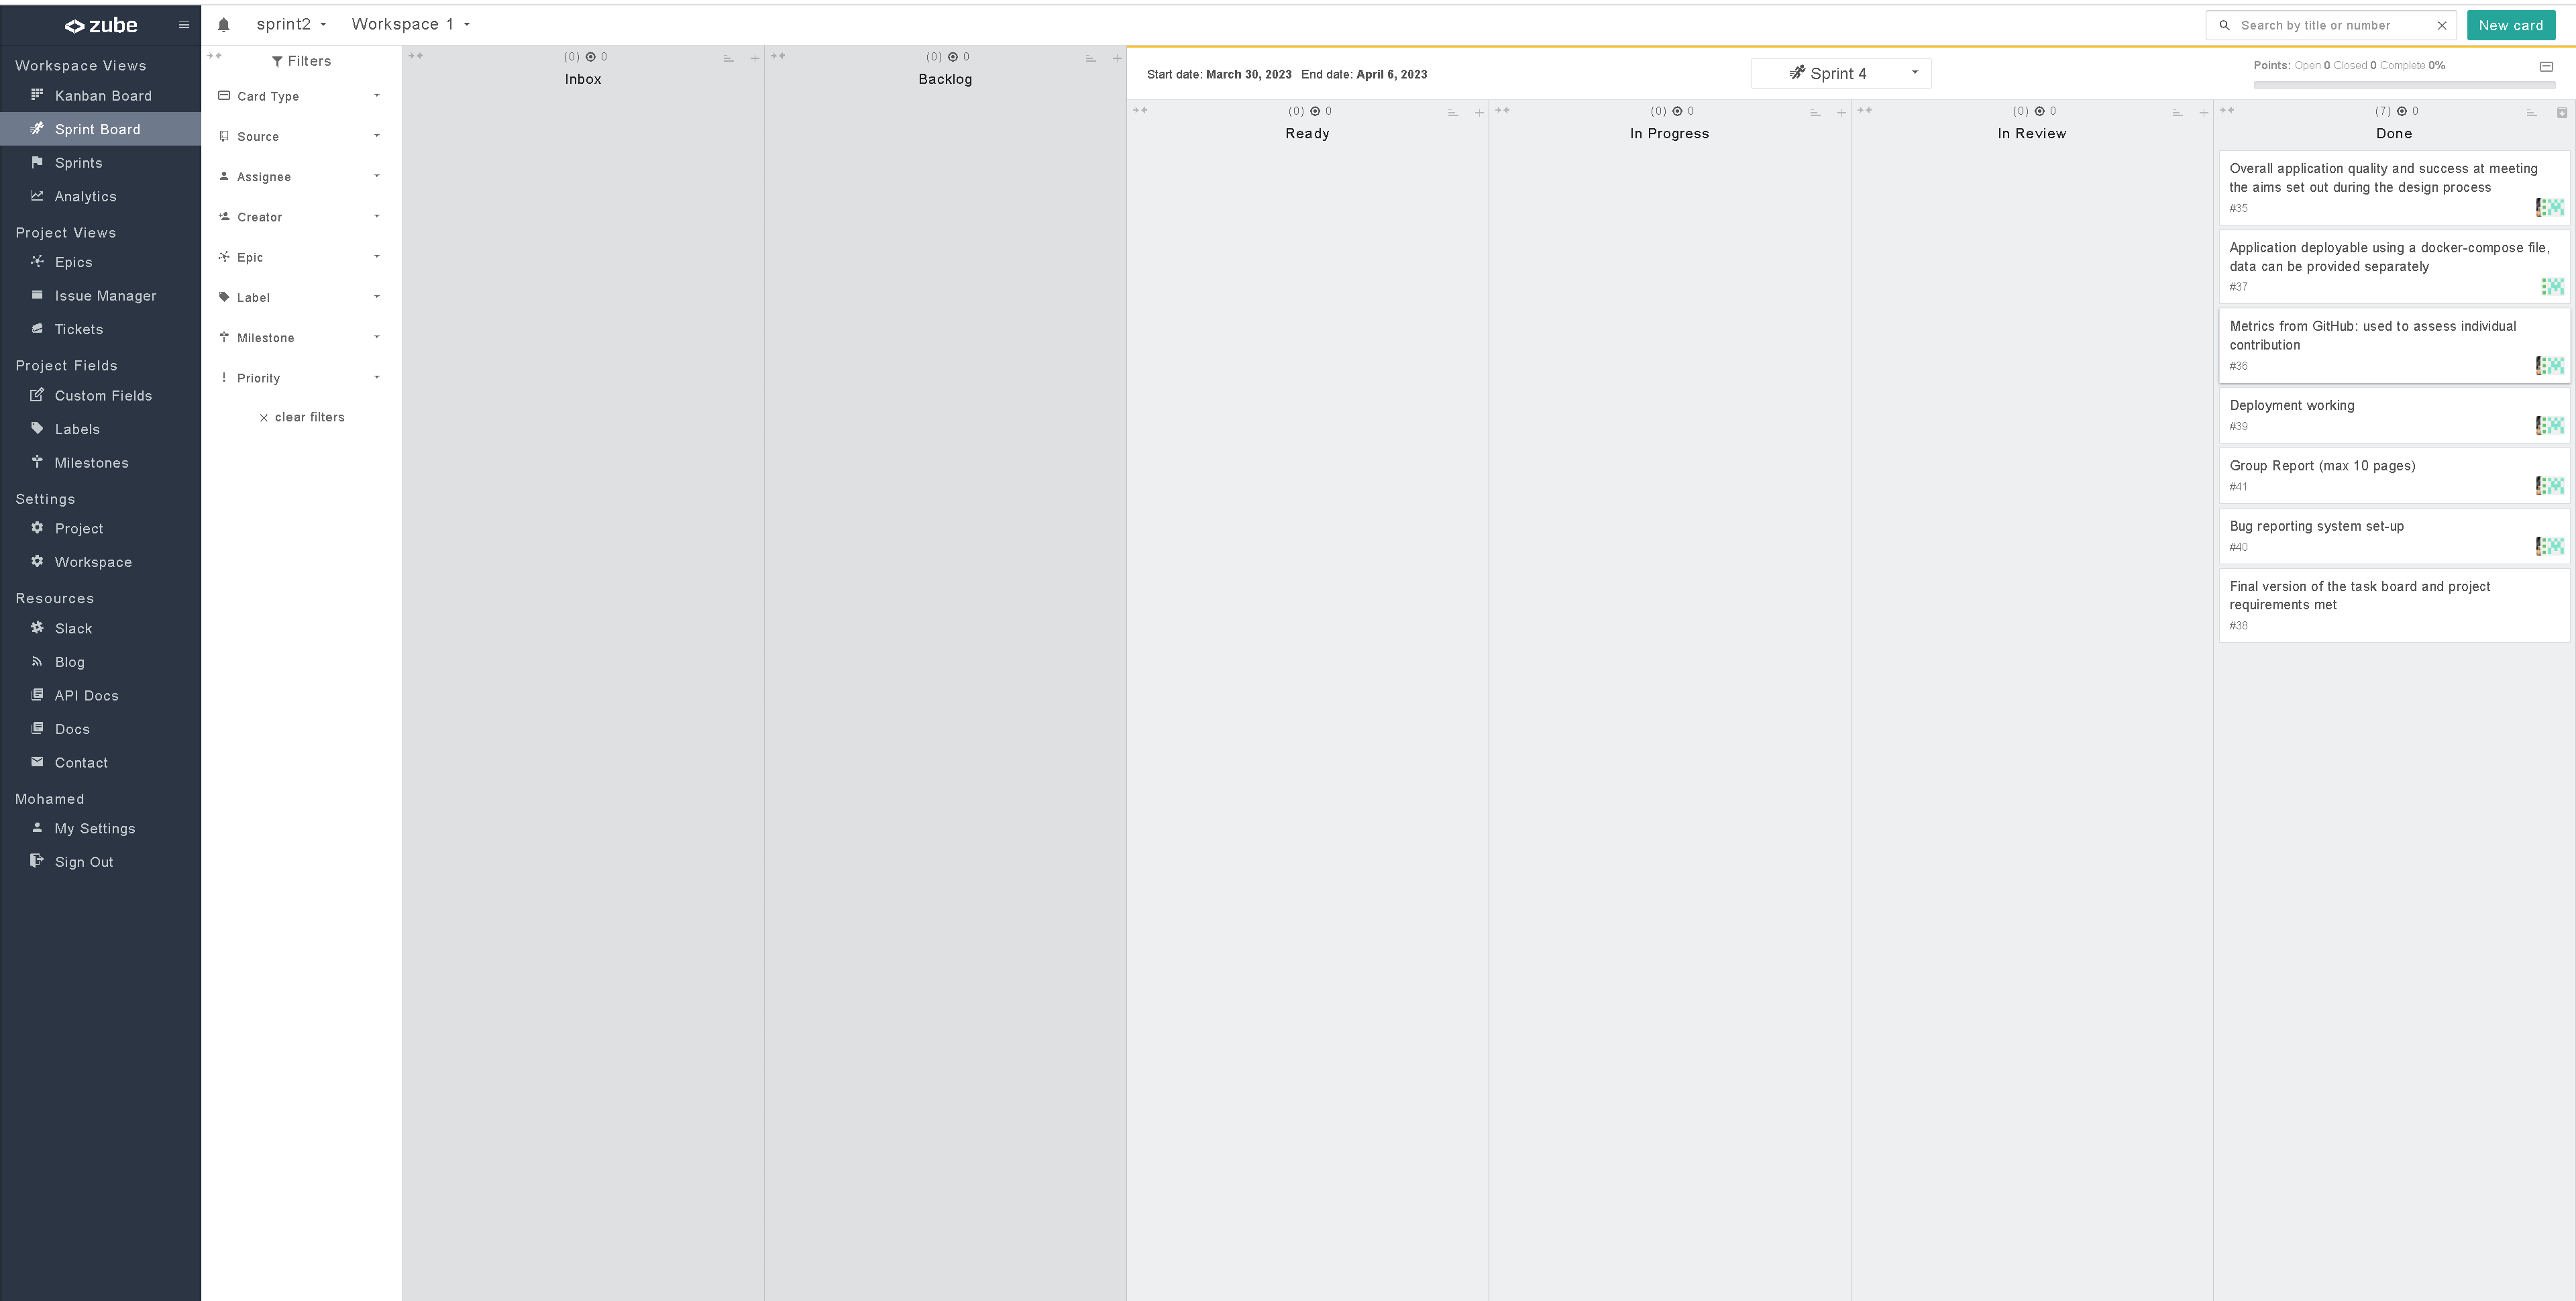 zube
sprint2
Workspace 1
Search by title or number
New card
Workspace Views
Kanban Board
Sprint Board
Sprints
Analytics
Project Views
Epics
Issue Manager
Tickets
Project Fields
Custom Fields
Labels
Milestones
Settings
Project
Workspace
Resources
Slack
Blog
API Docs
Docs
Contact
Mohamed
My Settings
Sign Out
Filters
Card Type
Source
Assignee
Creator
Epic
Label
Milestone
Priority
clear filters
(0) 0
Inbox
(0) 0
Backlog
Start date: March 30, 2023 End date: April 6, 2023
Sprint 4
Points: Open 0 Closed 0 Complete 0%
(0) 0
Ready
(0) 0
In Progress
(0) 0
In Review
(7) 0
Done
Overall application quality and success at meeting
the aims set out during the design process
#35
Application deployable using a docker-compose file,
data can be provided separately
#37
Metrics from GitHub: used to assess individual
contribution
#36
Deployment working
#39
Group Report (max 10 pages)
#41
Bug reporting system set-up
#40
Final version of the task board and project
requirements met
#38